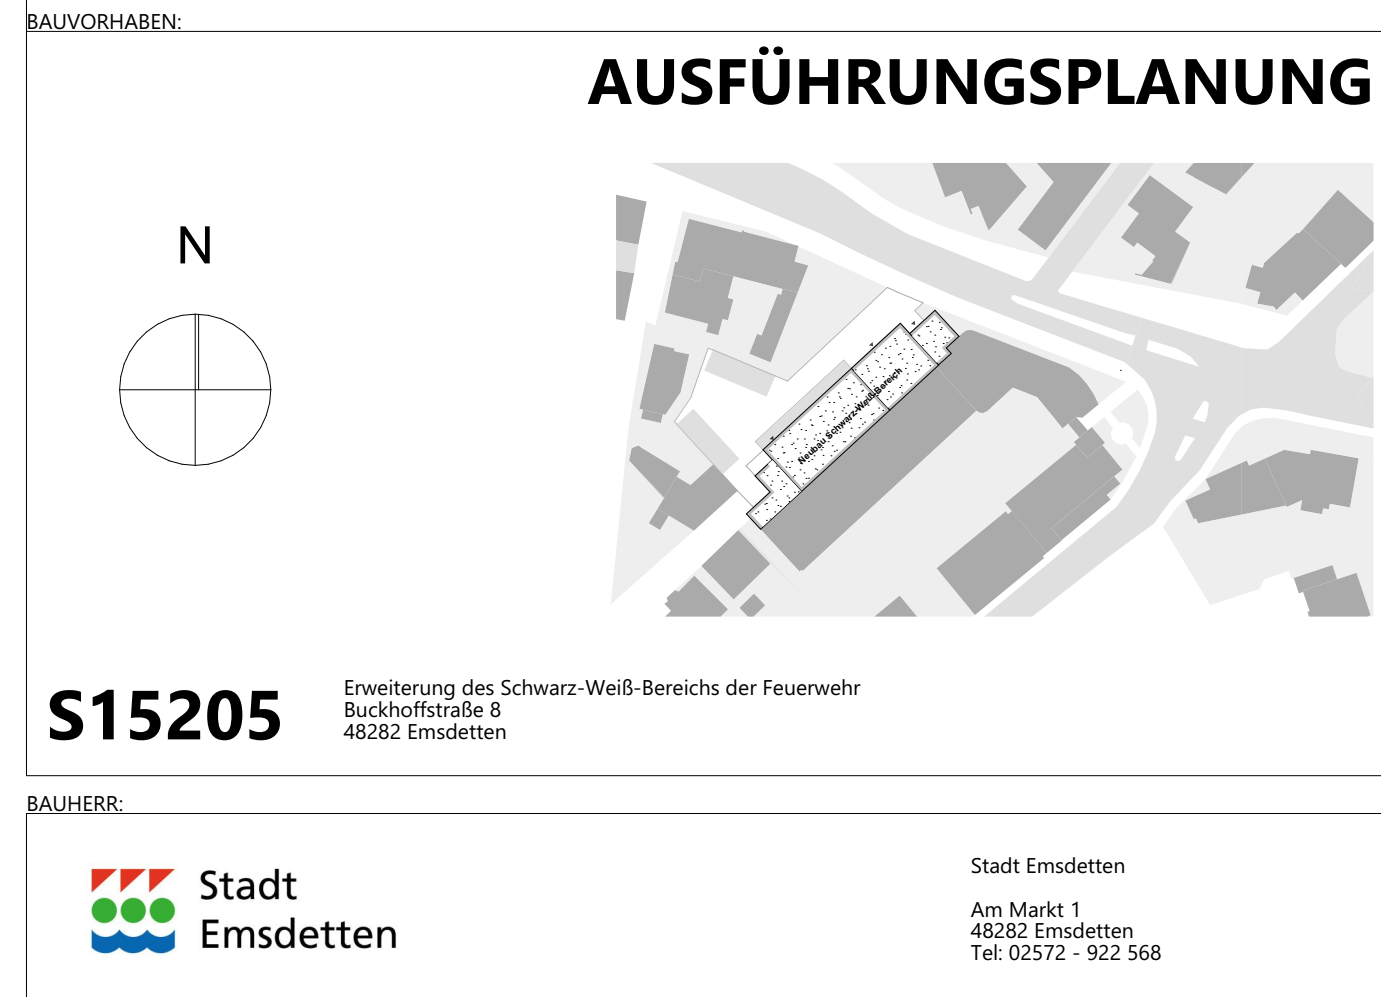 BAUVORHABEN:
AUSFÜHRUNGSPLANUNG
N
Neubau Schwarz-Weiß-Bereich
S15205
Erweiterung des Schwarz-Weiß-Bereichs der Feuerwehr
Buckhoffstraße 8
48282 Emsdetten
BAUHERR:
Stadt
Emsdetten
Stadt Emsdetten
Am Markt 1
48282 Emsdetten
Tel: 02572 - 922 568